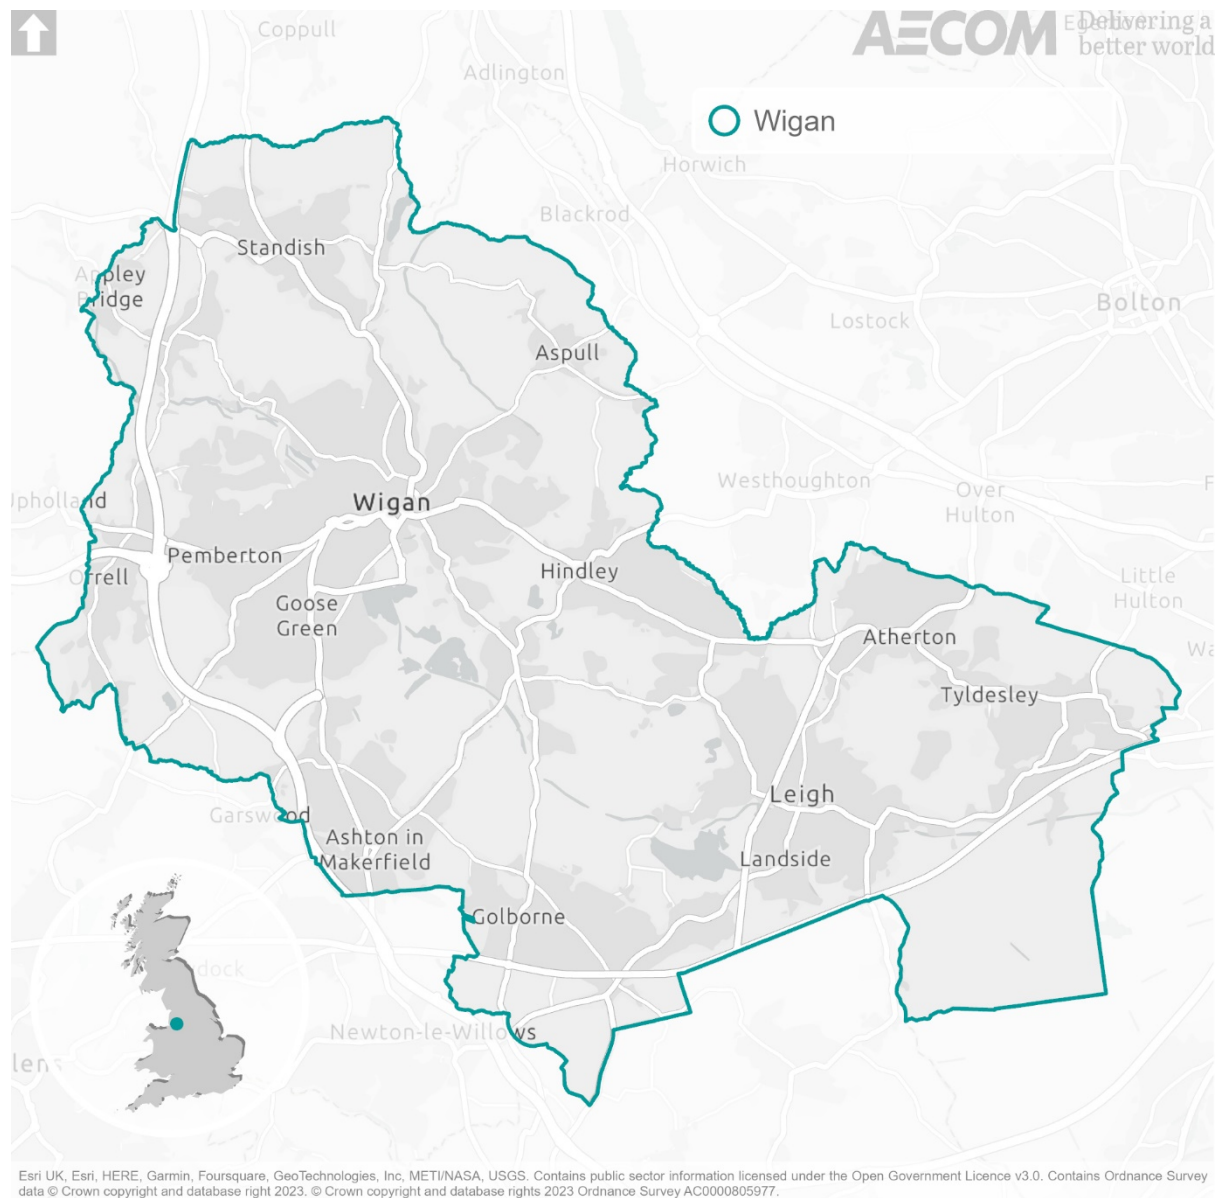 Coppull
AECOM
Delivering a
better world
Adlington
Wigan
Horwich
Blackrod
Standish
Appley
Bridge
Bolton
Lostock
Aspull
Westhoughton
Over
Hulton
Upholland
Wigan
Pemberton
Orrell
Hindley
Little
Hulton
Goose
Green
Atherton
Tyldesley
Leigh
Garswood
Ashton in
Makerfield
Landside
Golborne
dock
Newton-le-Willows
lens
Esri UK, Esri, HERE, Garmin, Foursquare, GeoTechnologies, Inc, METI/NASA, USGS. Contains public sector information licensed under the Open Government Licence v3.0. Contains Ordnance Survey
data © Crown copyright and database right 2023. © Crown copyright and database rights 2023 Ordnance Survey AC0000805977.